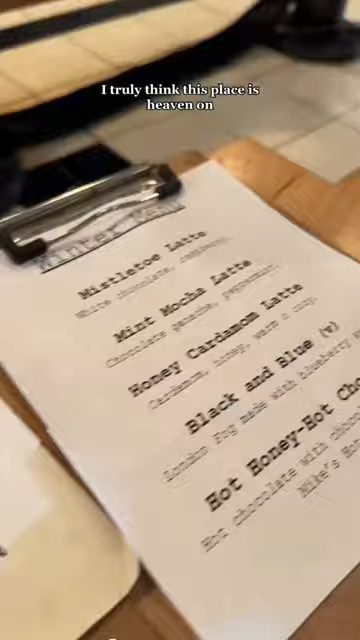 I truly think this place is
heaven on
Winter Menu
Mistletoe Latte
White chocolate, raspberry.
Mint Mocha Latte
Chocolate ganache, peppermint.
Honey Cardamom Latte
Cardamom, honey, warm n cozy.
Black and Blue (v)
London Fog made with blueberry
Hot Honey-Hot Cho
Hot chocolate with choco
Mike's Ho